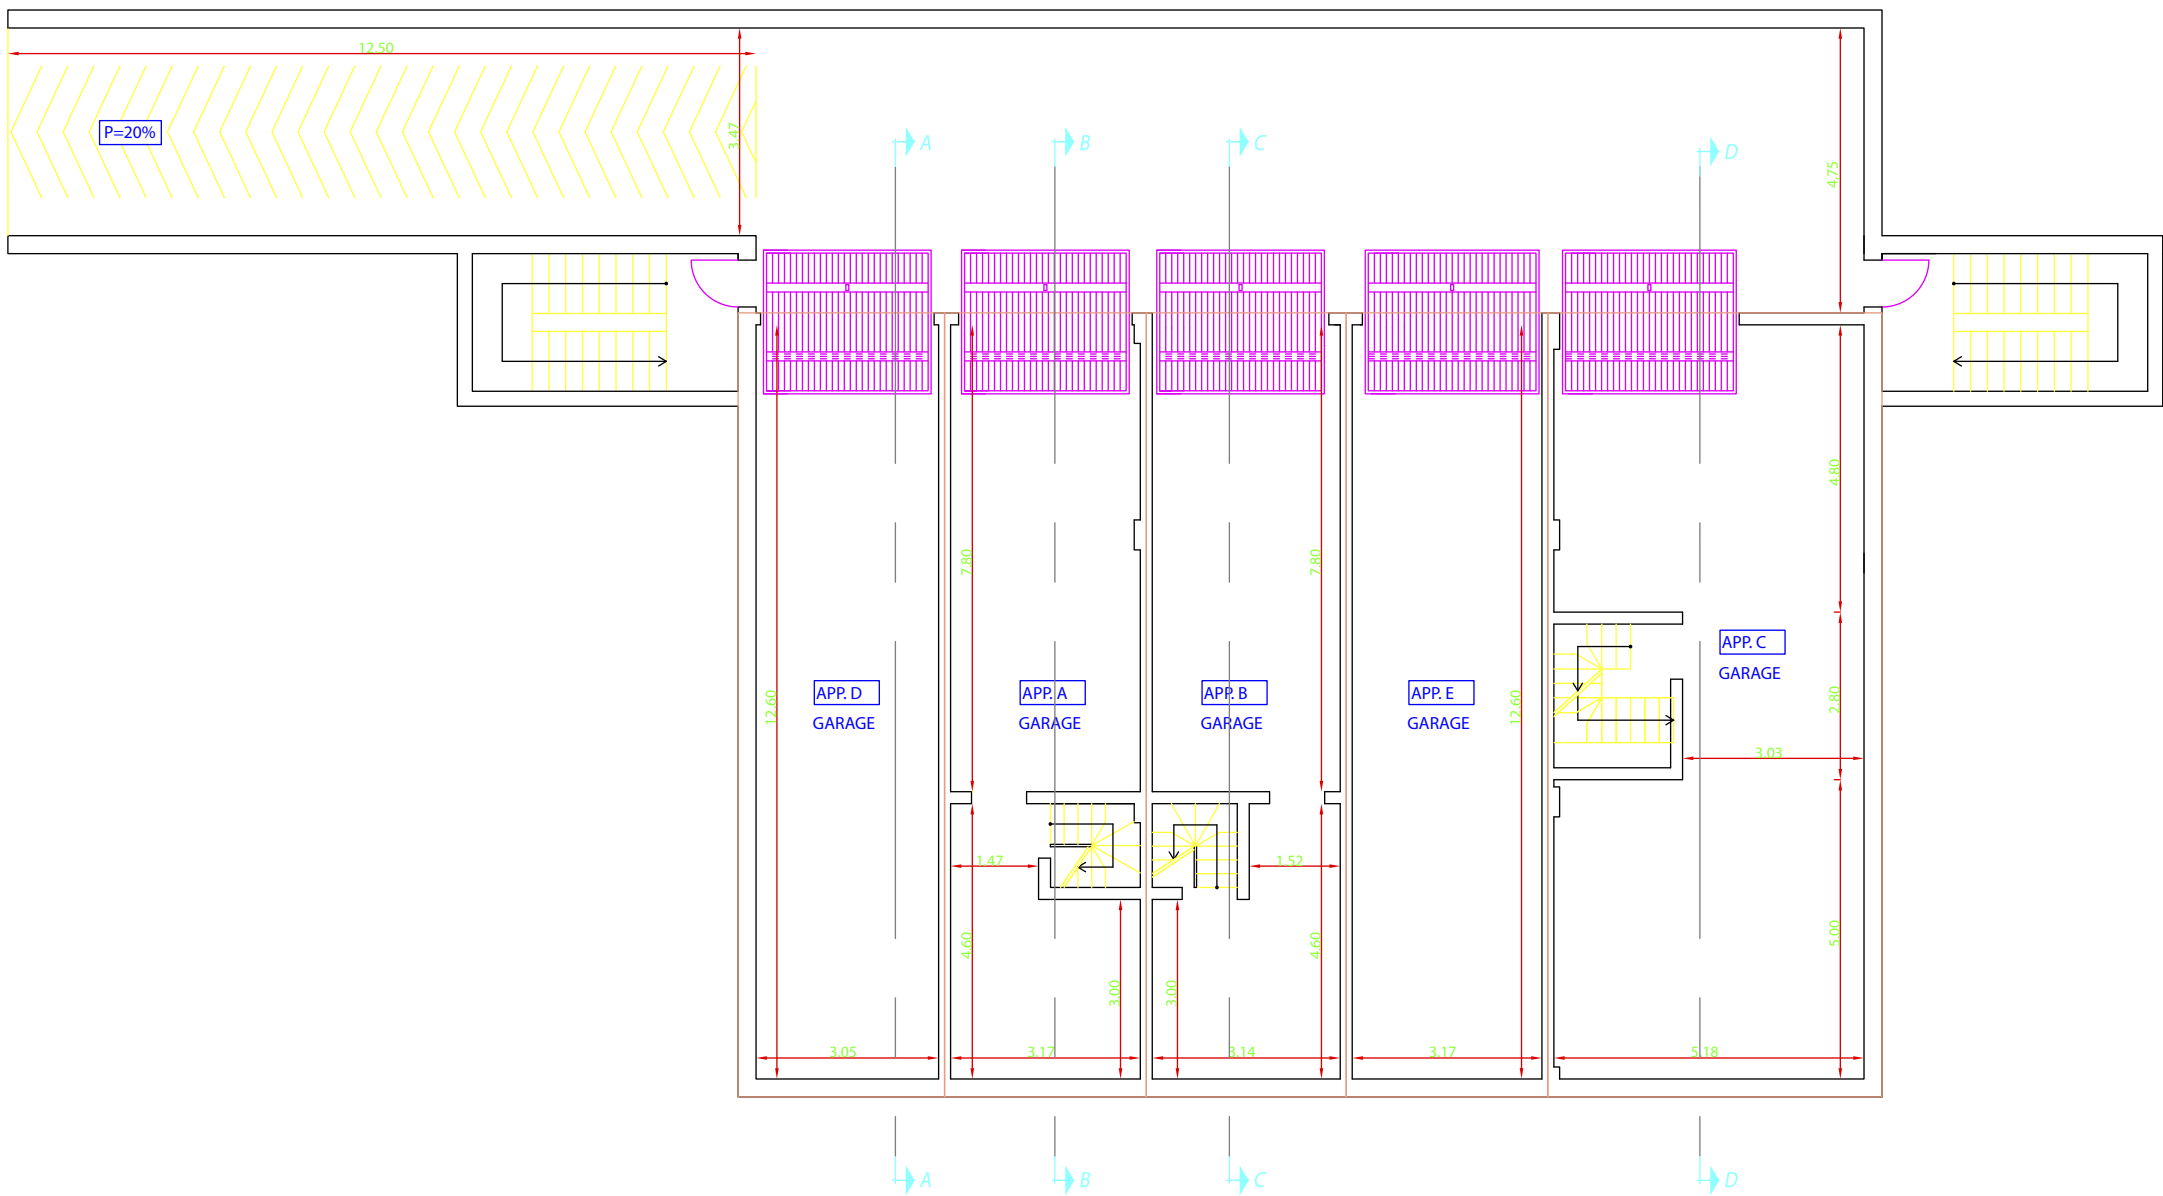 12.50
P=20%
3.47
A
B
C
D
4.75
4.80
7.80
7.80
APP. C
GARAGE
APP. D
GARAGE
APP. A
GARAGE
APP. B
GARAGE
APP. E
GARAGE
12.60
12.60
2.80
3.03
1.47
1.52
4.60
4.60
5.00
3.00
3.00
3.05
3.17
3.14
3.17
5.18
A
B
C
D